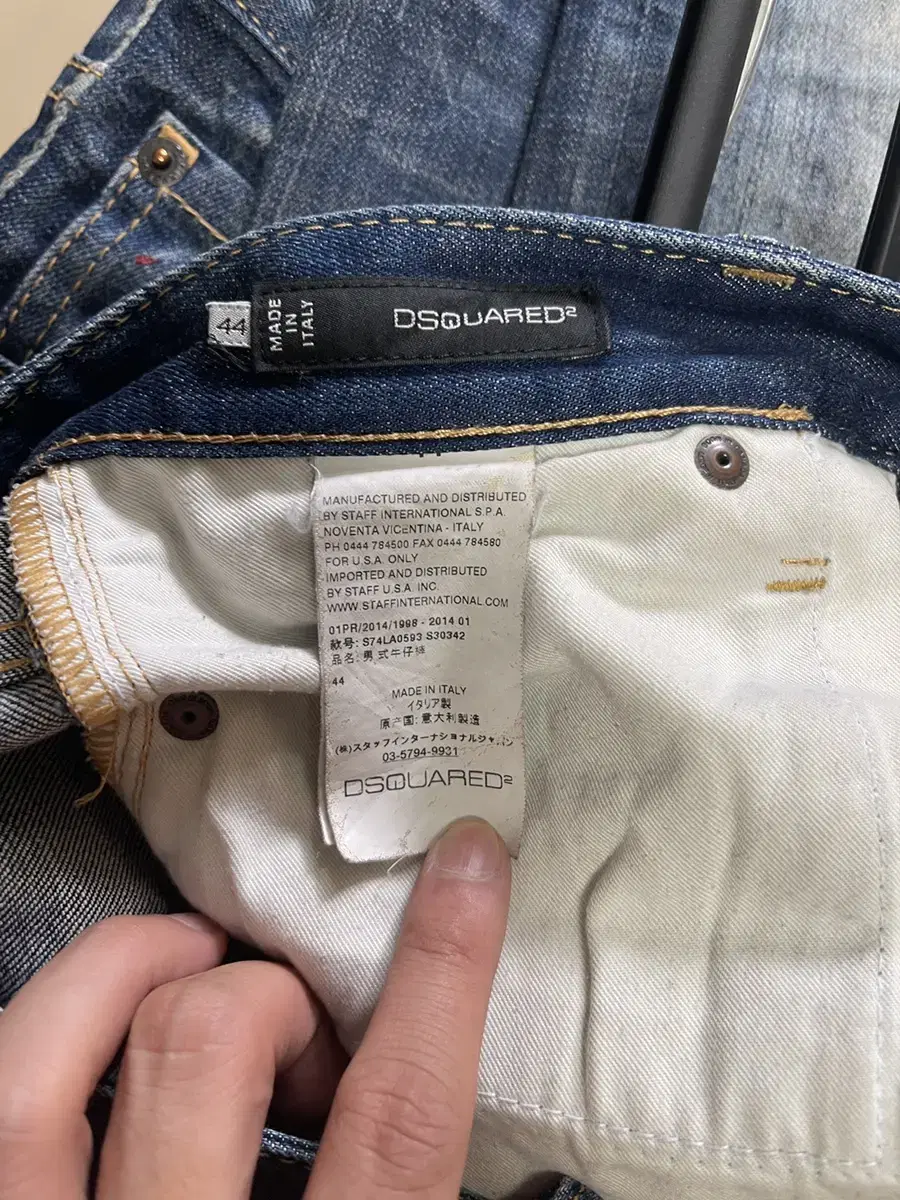 44
MADE
IN
ITALY
DSQUARED²
MANUFACTURED AND DISTRIBUTED
BY STAFF INTERNATIONAL S.P.A.
NOVENTA VICENTINA - ITALY
PH 0444 784500 FAX 0444 784580
FOR U.S.A. ONLY
IMPORTED AND DISTRIBUTED
BY STAFF U.S.A. INC.
WWW.STAFFINTERNATIONAL.COM
01PR/2014/1998 - 2014 01
款号: S74LA0593 S30342
品名: 男式牛仔裤
44
MADE IN ITALY
イタリア製
原产国: 意大利製造
(株)スタッフインターナショナルジャパン
03-5794-9931
DSQUARED²